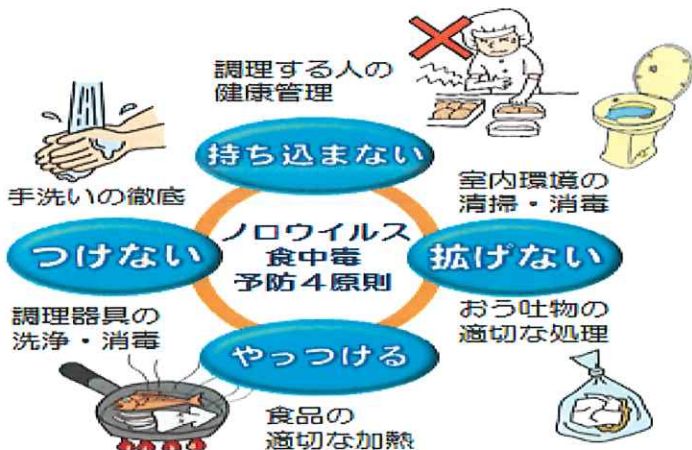 調理する人の
健康管理
持ち込まない
手洗いの徹底
つけない
ノロウイルス
食中毒
予防４原則
室内環境の
清掃・消毒
拡げない
調理器具の
洗浄・消毒
おう吐物の
適切な処理
やっつける
食品の
適切な加熱